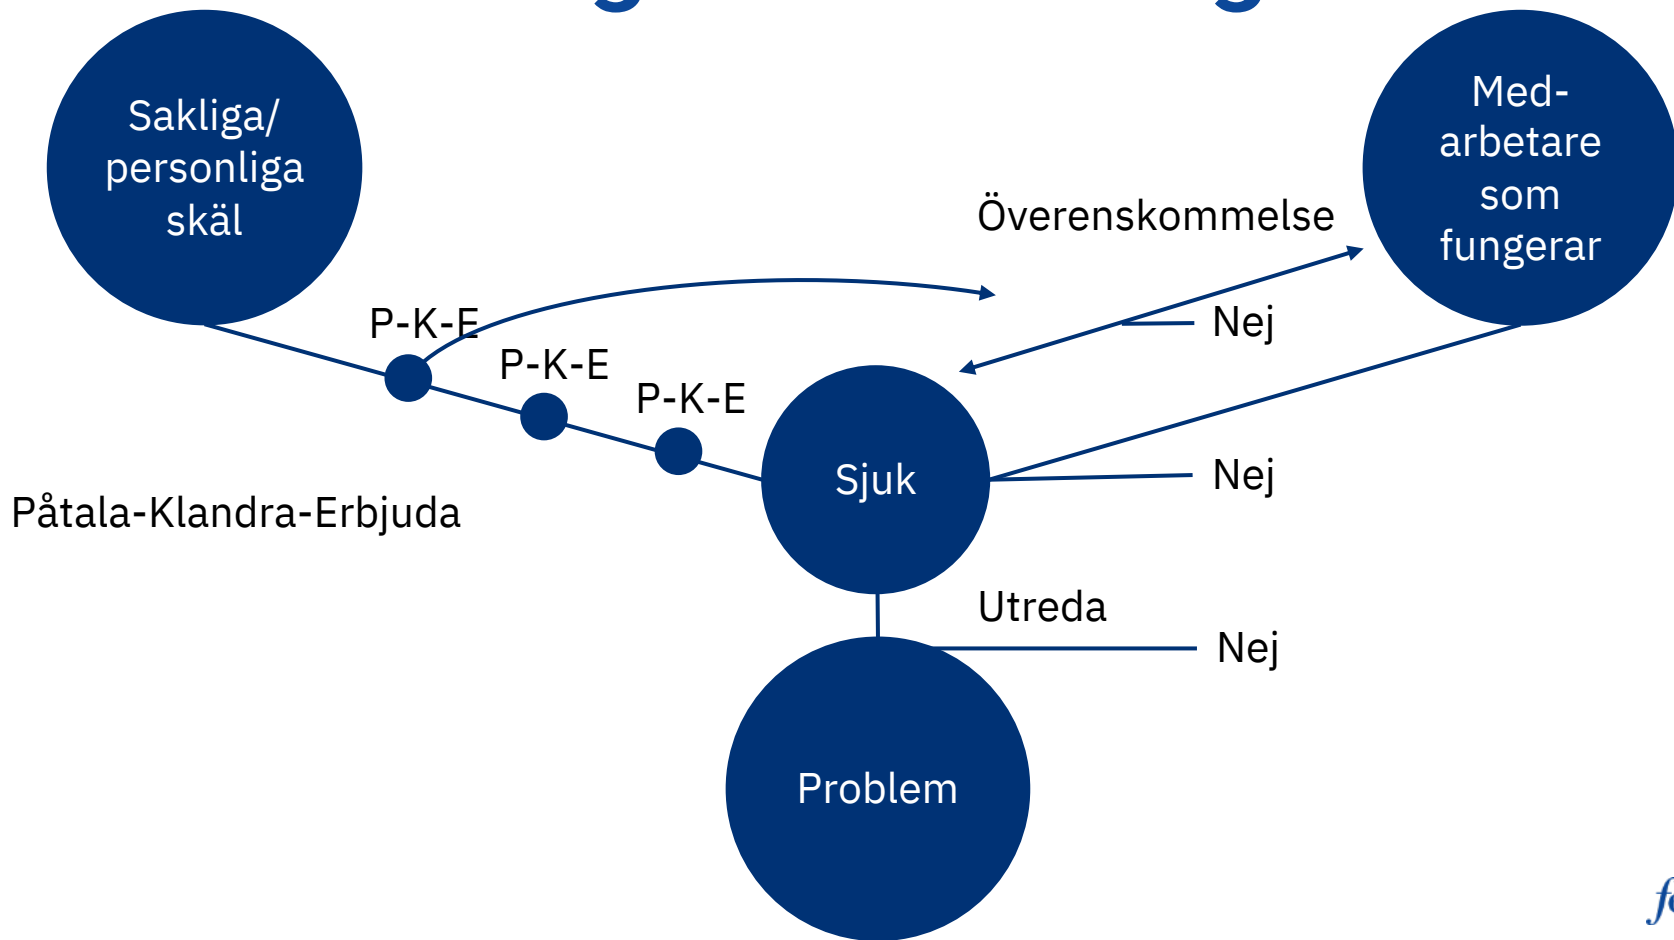 Sakliga/
personliga
skäl
Med-
arbetare
som
fungerar
Överenskommelse
P-K-E
Nej
P-K-E
P-K-E
Sjuk
Nej
Påtala-Klandra-Erbjuda
Utreda
Nej
Problem